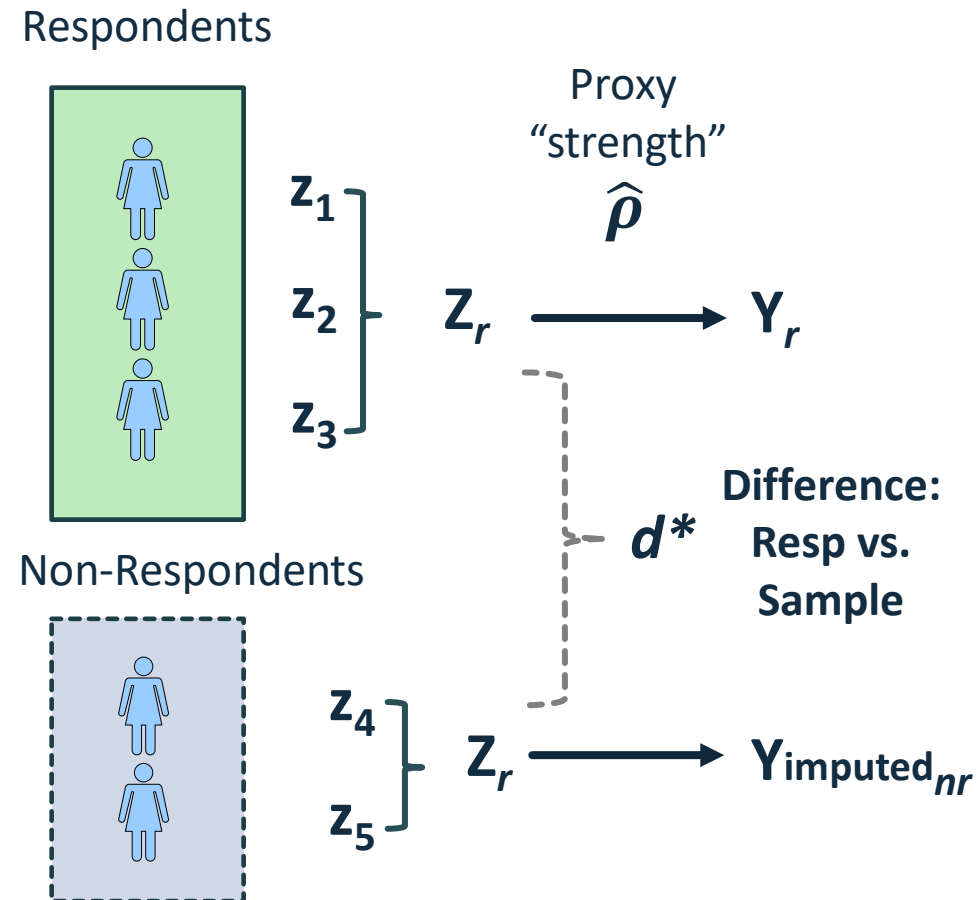 Respondents
Proxy
“strength”
ρ̂
z₁
z₂
z₃
Zᵣ
Yᵣ
d*
Difference:
Resp vs.
Sample
Non-Respondents
z₄
z₅
Zᵣ
Yimputedₙᵣ